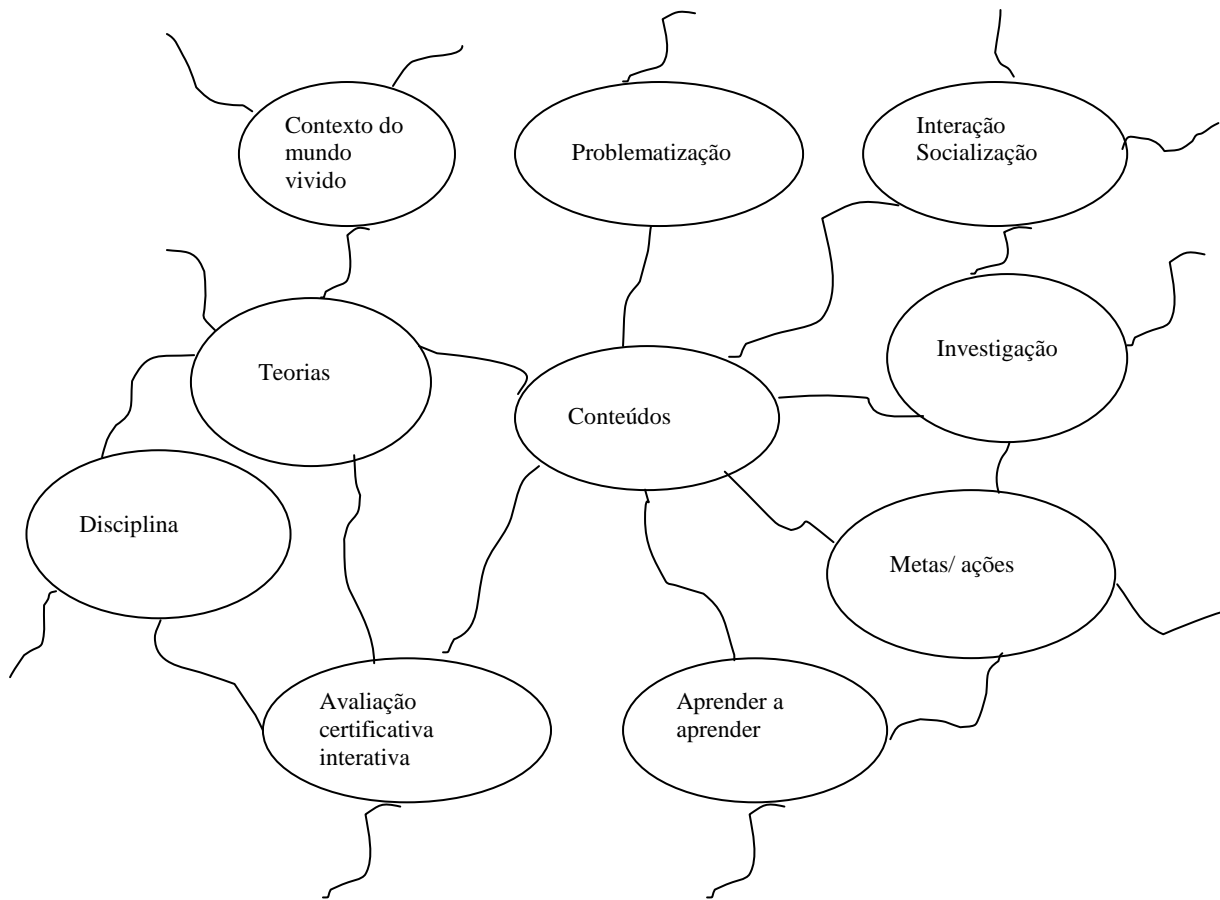 Contexto do
mundo
vivido
Problematização
Interação
Socialização
Teorias
Investigação
Conteúdos
Disciplina
Metas/ ações
Avaliação
certificativa
interativa
Aprender a
aprender